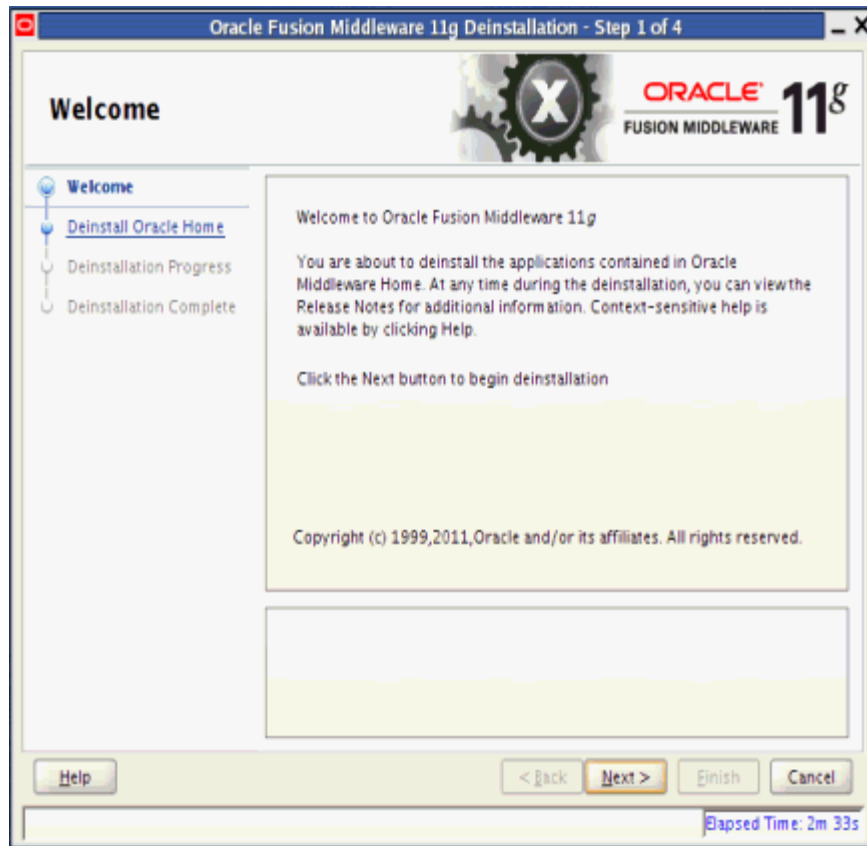 Oracle Fusion Middleware 11g Deinstallation - Step 1 of 4
Welcome
X
ORACLE®
FUSION MIDDLEWARE 11g
Welcome
Deinstall Oracle Home
Deinstallation Progress
Deinstallation Complete
Welcome to Oracle Fusion Middleware 11g
You are about to deinstall the applications contained in Oracle
Middleware Home. At any time during the deinstallation, you can view the
Release Notes for additional information. Context-sensitive help is
available by clicking Help.
Click the Next button to begin deinstallation
Copyright (c) 1999,2011,Oracle and/or its affiliates. All rights reserved.
Help
< Back
Next >
Finish
Cancel
Elapsed Time: 2m 33s